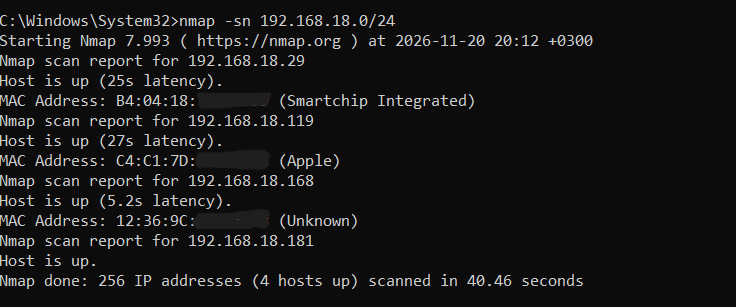 C:\Windows\System32>nmap -sn 192.168.18.0/24
Starting Nmap 7.993 ( https://nmap.org ) at 2026-11-20 20:12 +0300
Nmap scan report for 192.168.18.29
Host is up (25s latency).
MAC Address: B4:04:18: (Smartchip Integrated)
Nmap scan report for 192.168.18.119
Host is up (27s latency).
MAC Address: C4:C1:7D: (Apple)
Nmap scan report for 192.168.18.168
Host is up (5.2s latency).
MAC Address: 12:36:9C: (Unknown)
Nmap scan report for 192.168.18.181
Host is up.
Nmap done: 256 IP addresses (4 hosts up) scanned in 40.46 seconds